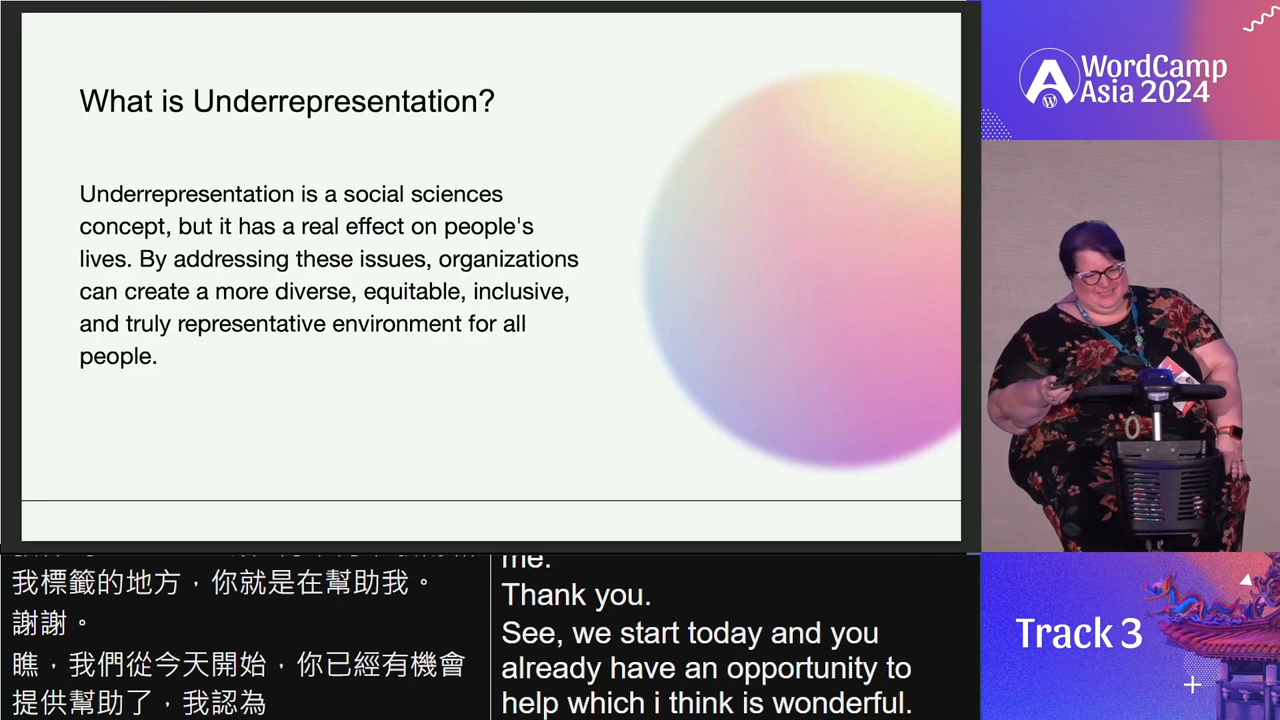 What is Underrepresentation?
Underrepresentation is a social sciences
concept, but it has a real effect on people's
lives. By addressing these issues, organizations
can create a more diverse, equitable, inclusive,
and truly representative environment for all
people.
WordCamp
Asia 2024
我標籤的地方，你就是在幫助我。
謝謝。
瞧，我們從今天開始，你已經有機會
提供幫助了，我認為
me.
Thank you.
See, we start today and you
already have an opportunity to
help which i think is wonderful.
Track 3